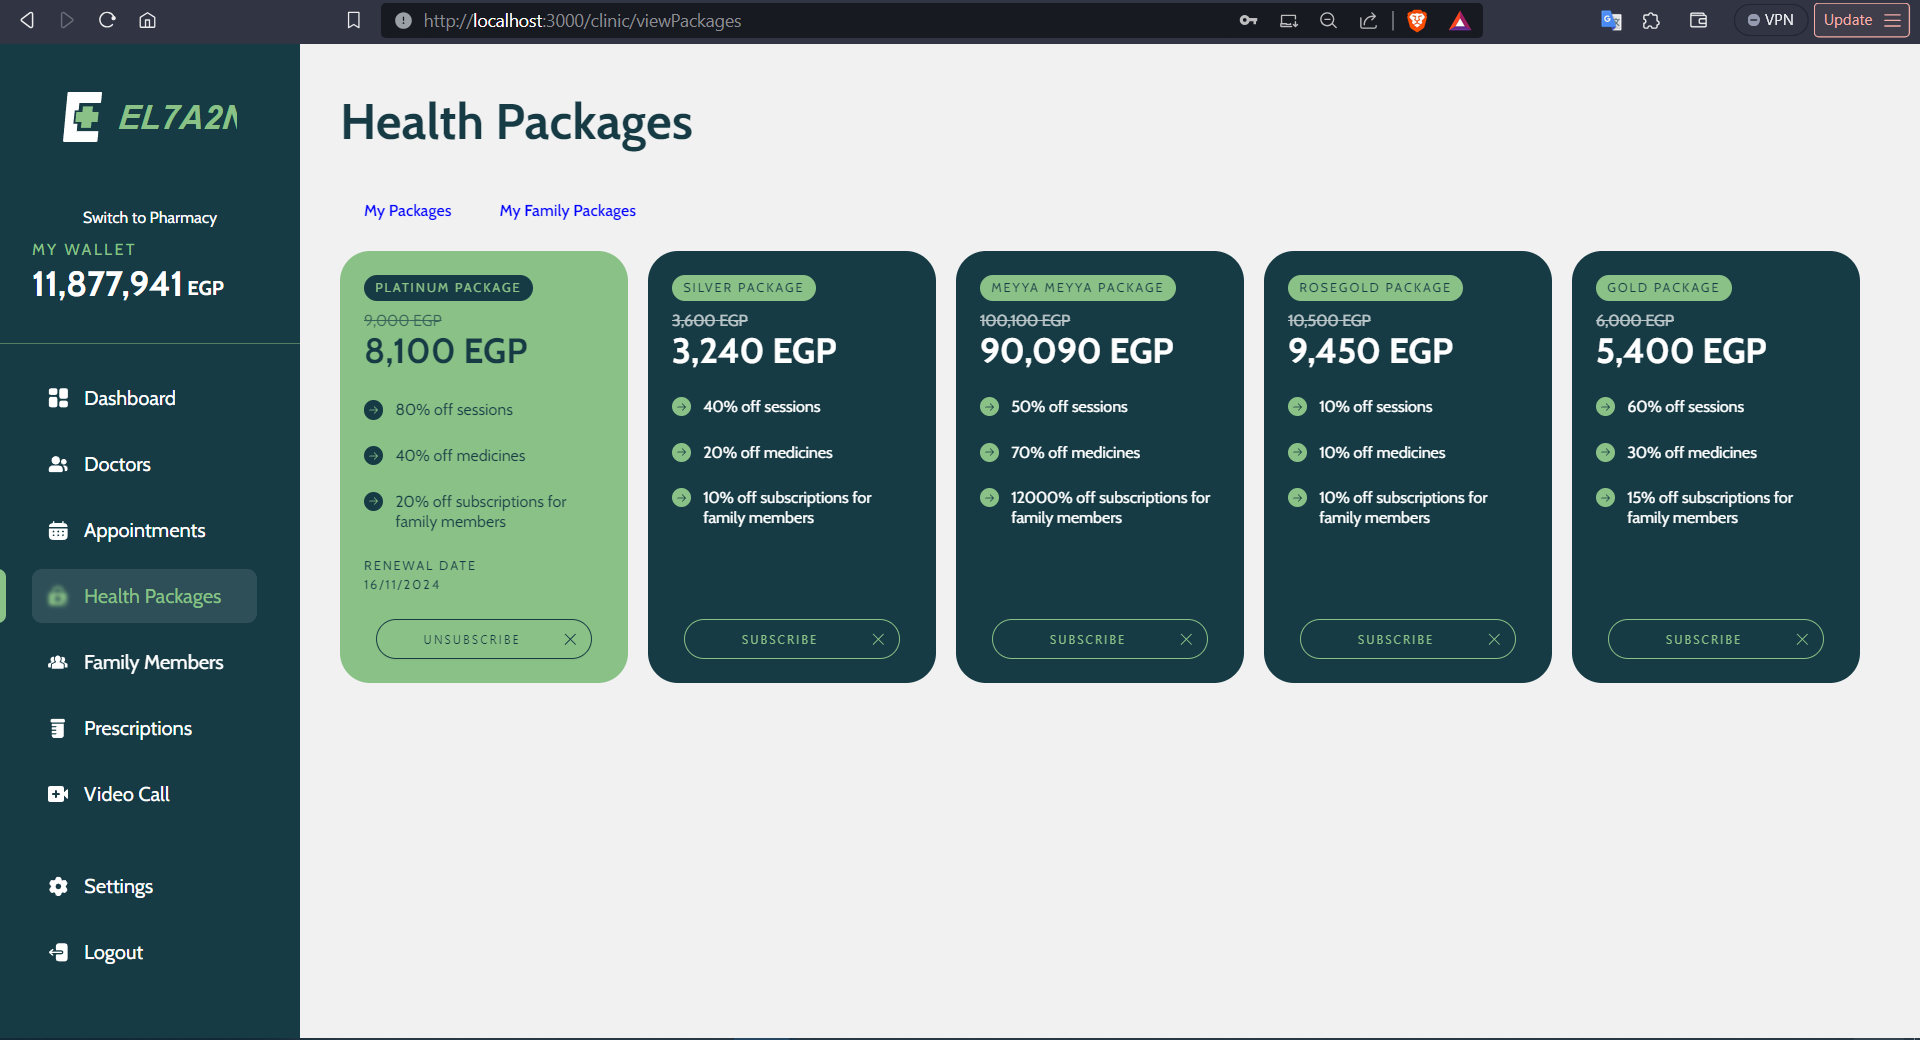 http://localhost:3000/clinic/viewPackages
VPN
Update
EL7A2N
Switch to Pharmacy
MY WALLET
11,877,941 EGP
Dashboard
Doctors
Appointments
Health Packages
Family Members
Prescriptions
Video Call
Settings
Logout
Health Packages
My Packages
My Family Packages
PLATINUM PACKAGE
9,000 EGP
8,100 EGP
80% off sessions
40% off medicines
20% off subscriptions for
family members
RENEWAL DATE
16/11/2024
UNSUBSCRIBE
SILVER PACKAGE
3,600 EGP
3,240 EGP
40% off sessions
20% off medicines
10% off subscriptions for
family members
SUBSCRIBE
MEYYA MEYYA PACKAGE
100,100 EGP
90,090 EGP
50% off sessions
70% off medicines
12000% off subscriptions for
family members
SUBSCRIBE
ROSEGOLD PACKAGE
10,500 EGP
9,450 EGP
10% off sessions
10% off medicines
10% off subscriptions for
family members
SUBSCRIBE
GOLD PACKAGE
6,000 EGP
5,400 EGP
60% off sessions
30% off medicines
15% off subscriptions for
family members
SUBSCRIBE